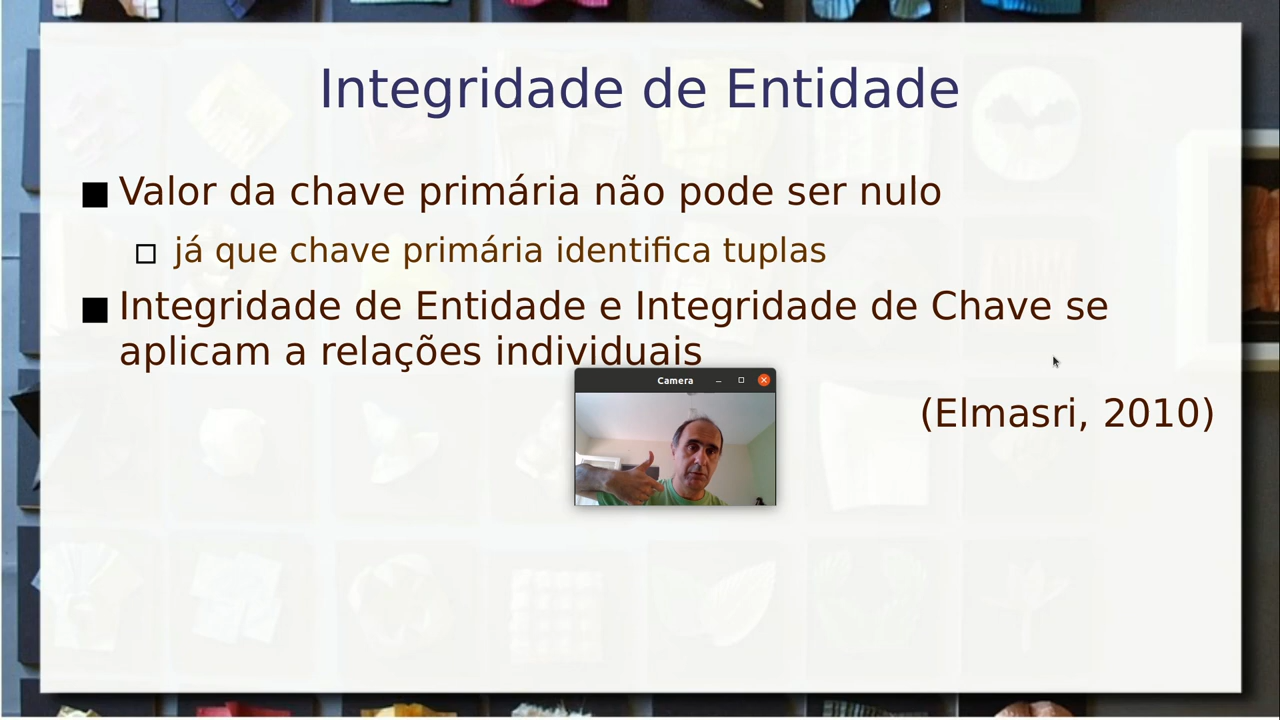 Integridade de Entidade
Valor da chave primária não pode ser nulo
já que chave primária identifica tuplas
Integridade de Entidade e Integridade de Chave se
aplicam a relações individuais
Camera
(Elmasri, 2010)